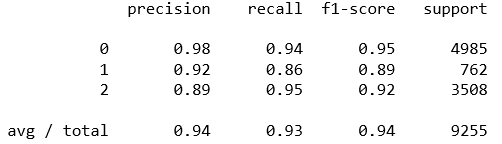 precision recall f1-score support
0 0.98 0.94 0.95 4985
1 0.92 0.86 0.89 762
2 0.89 0.95 0.92 3508
avg / total 0.94 0.93 0.94 9255